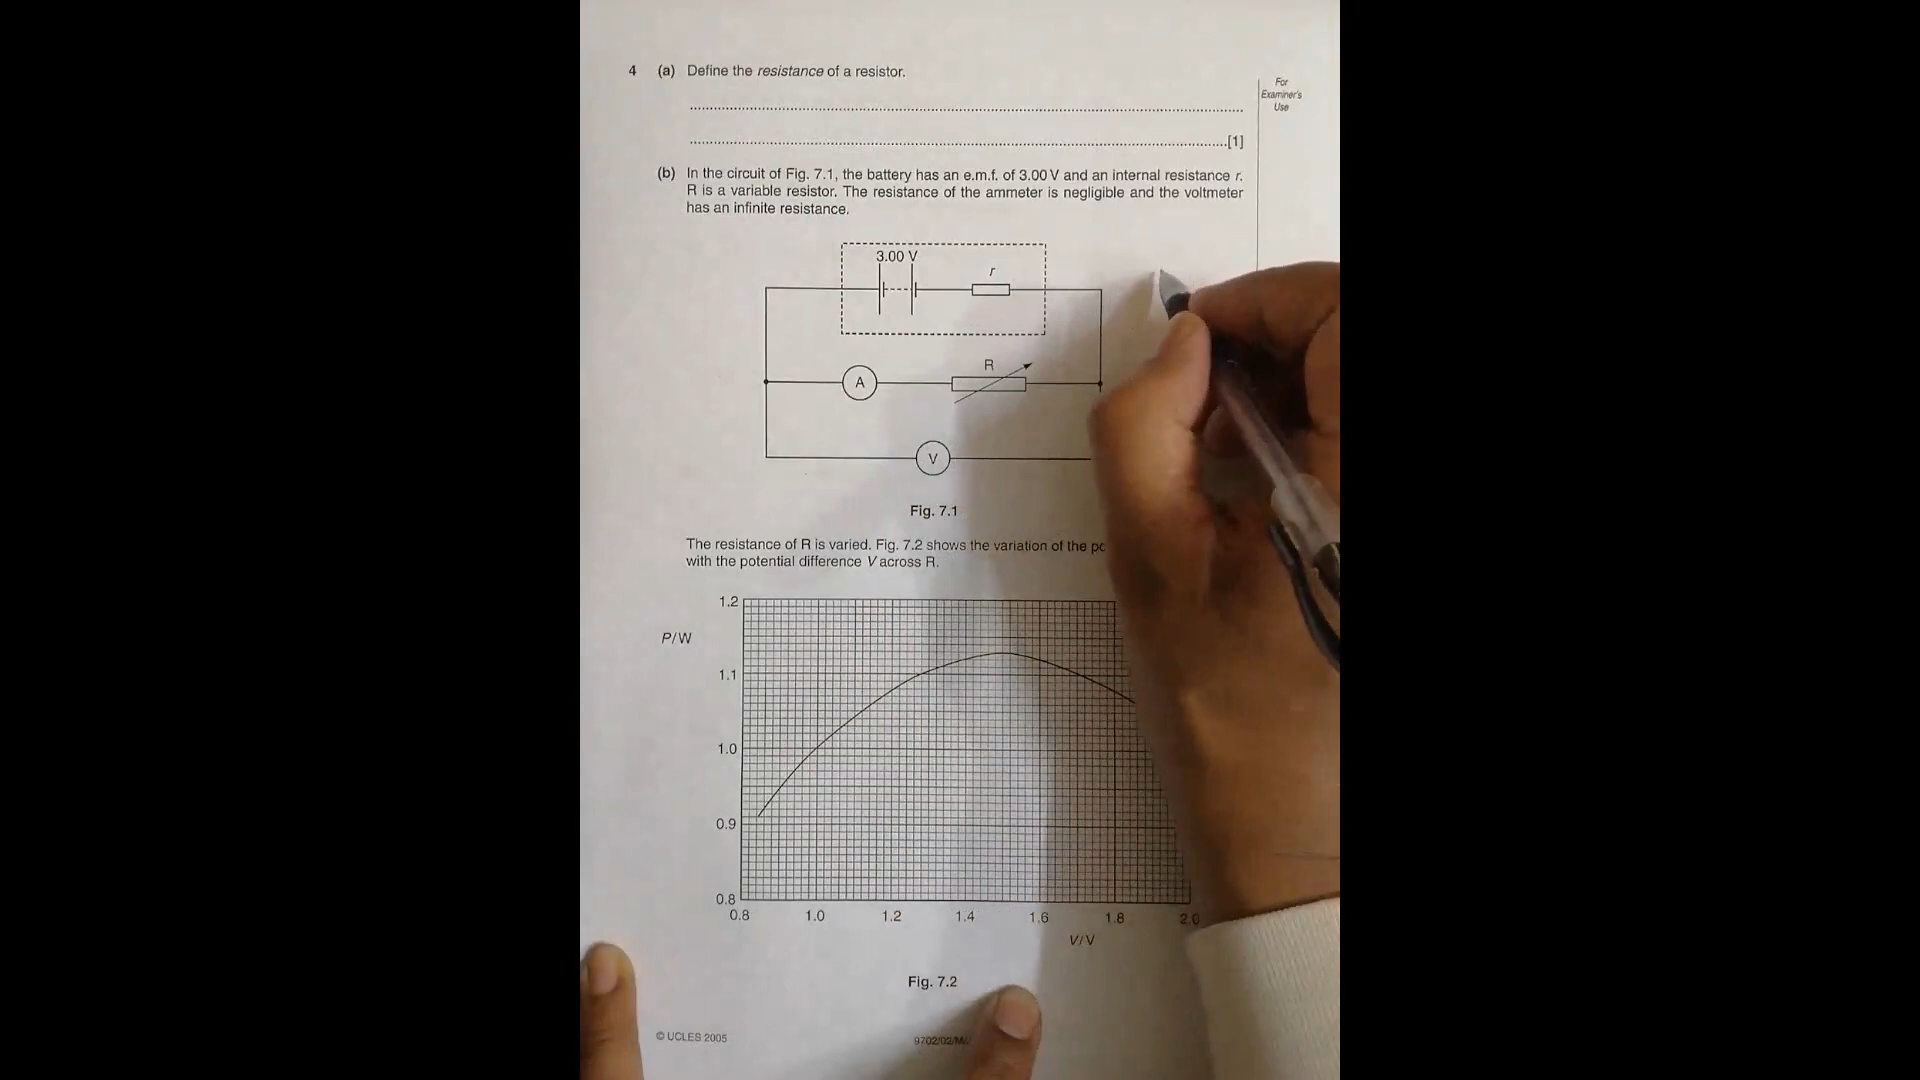 4 (a) Define the resistance of a resistor.
For
Examiner's
Use
..........................................................................................
.......................................................................................[1]
(b) In the circuit of Fig. 7.1, the battery has an e.m.f. of 3.00 V and an internal resistance r.
R is a variable resistor. The resistance of the ammeter is negligible and the voltmeter
has an infinite resistance.
3.00 V
r
R
A
V
Fig. 7.1
The resistance of R is varied. Fig. 7.2 shows the variation of the
with the potential difference V across R.
1.2
P/W
1.1
1.0
0.9
0.8
0.8 1.0 1.2 1.4 1.6 1.8 2.0
V/V
Fig. 7.2
© UCLES 2005
9702/02/M/